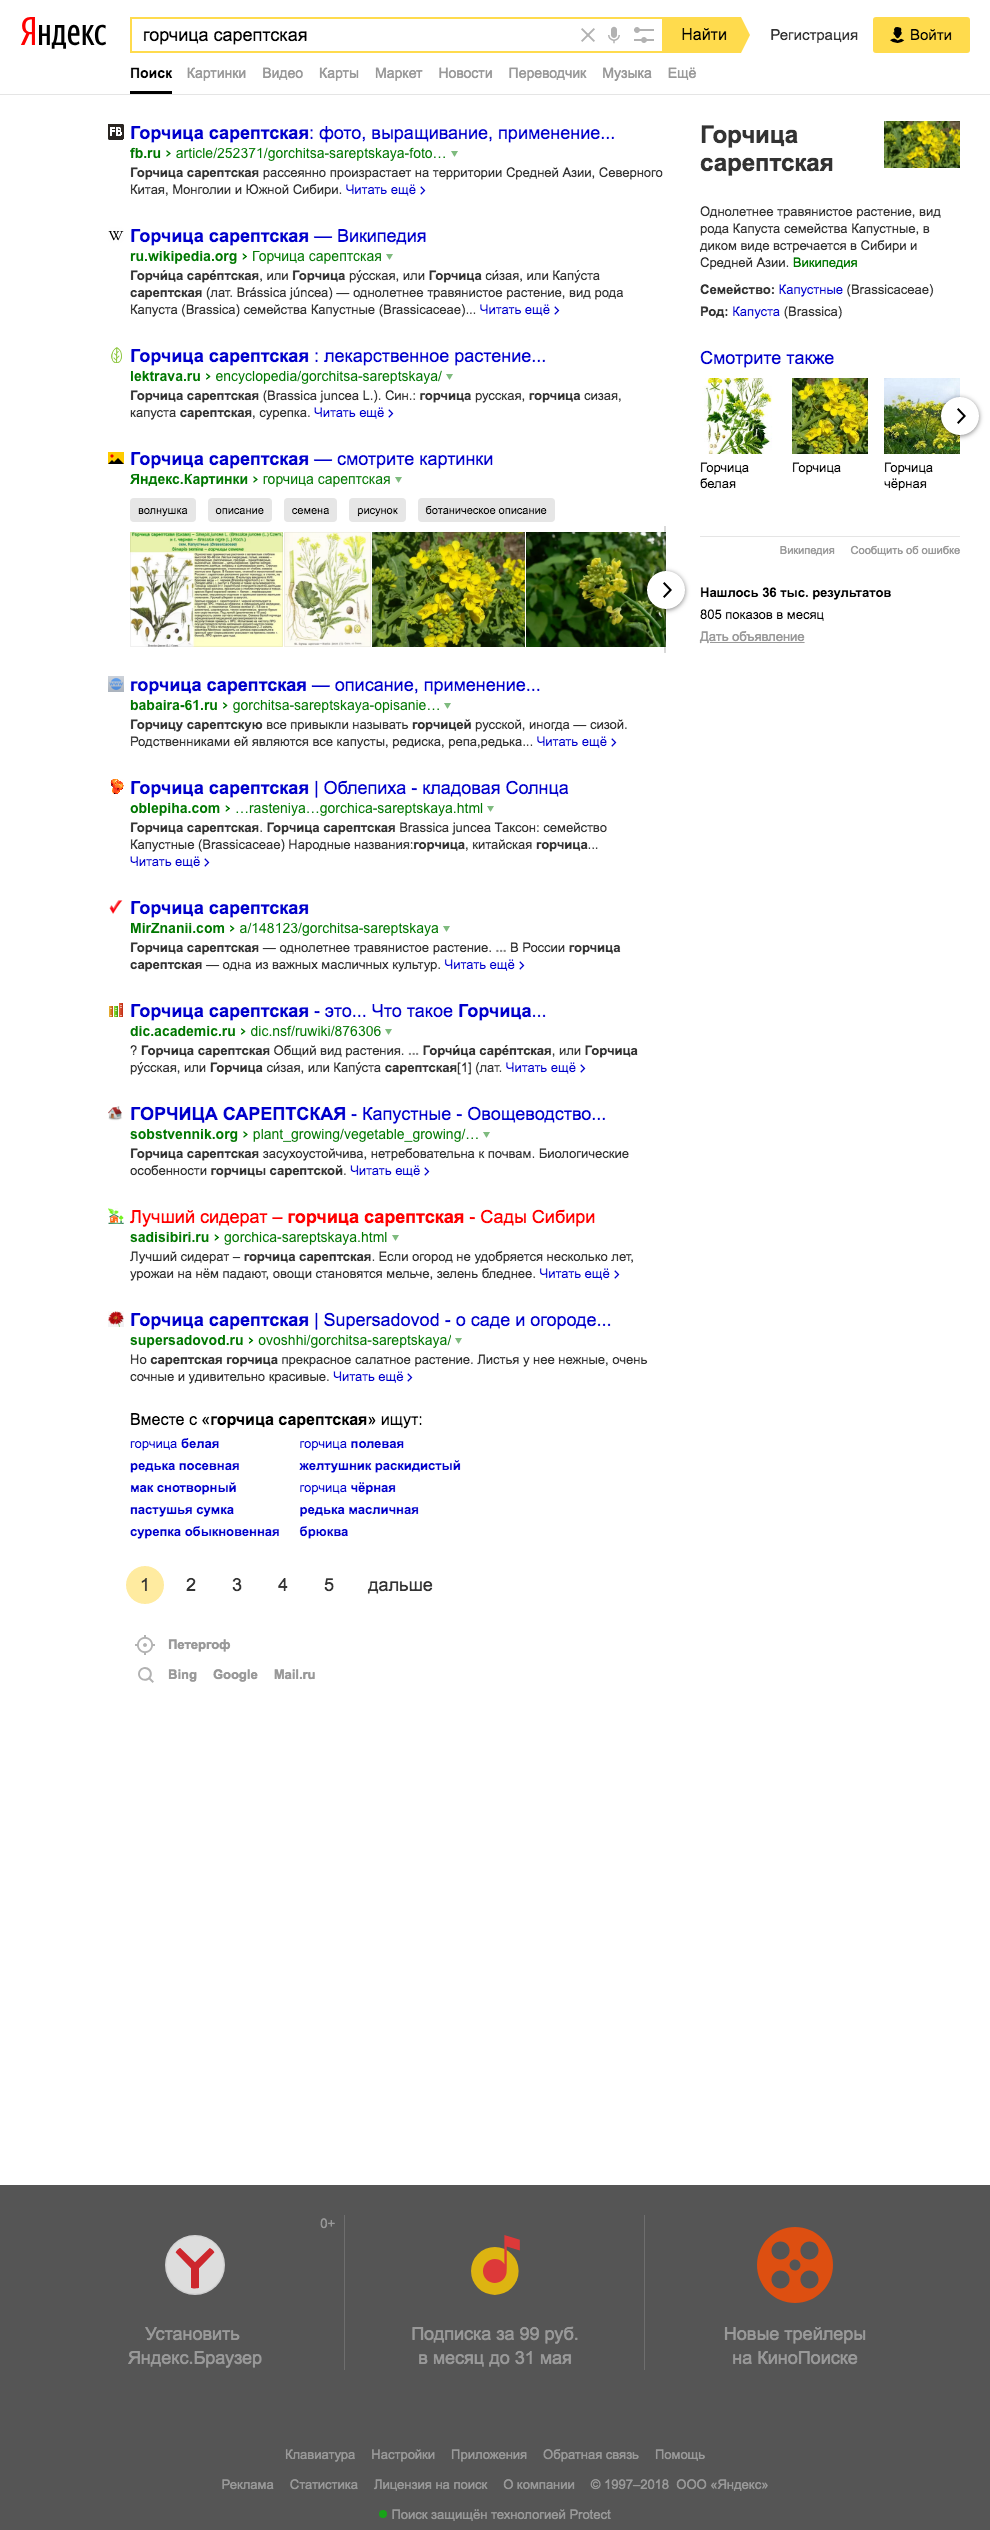 Яндекс
горчица сарептская
Найти
Регистрация
Войти
Поиск Картинки Видео Карты Маркет Новости Переводчик Музыка Ещё
Горчица сарептская: фото, выращивание, применение...
fb.ru › article/252371/gorchitsa-sareptskaya-foto…
Горчица сарептская рассеянно произрастает на территории Средней Азии, Северного
Китая, Монголии и Южной Сибири. Читать ещё ›
Горчица сарептская — Википедия
ru.wikipedia.org › Горчица сарептская
Горчи́ца саре́птская, или Горчица ру́сская, или Горчица си́зая, или Капу́ста
сарептская (лат. Brássica júncea) — однолетнее травянистое растение, вид рода
Капуста (Brassica) семейства Капустные (Brassicaceae)... Читать ещё ›
Горчица сарептская : лекарственное растение...
lektrava.ru › encyclopedia/gorchitsa-sareptskaya/
Горчица сарептская (Brassica juncea L.). Син.: горчица русская, горчица сизая,
капуста сарептская, сурепка. Читать ещё ›
Горчица сарептская — смотрите картинки
Яндекс.Картинки › горчица сарептская
волнушка описание семена рисунок ботаническое описание
горчица сарептская — описание, применение...
babaira-61.ru › gorchitsa-sareptskaya-opisanie…
Горчицу сарептскую все привыкли называть горчицей русской, иногда — сизой.
Родственниками ей являются все капусты, редиска, репа,редька... Читать ещё ›
Горчица сарептская | Облепиха - кладовая Солнца
oblepiha.com › …rasteniya…gorchica-sareptskaya.html
Горчица сарептская. Горчица сарептская Brassica juncea Таксон: семейство
Капустные (Brassicaceae) Народные названия:горчица, китайская горчица...
Читать ещё ›
Горчица сарептская
MirZnanii.com › a/148123/gorchitsa-sareptskaya
Горчица сарептская — однолетнее травянистое растение. ... В России горчица
сарептская — одна из важных масличных культур. Читать ещё ›
Горчица сарептская - это... Что такое Горчица...
dic.academic.ru › dic.nsf/ruwiki/876306
? Горчица сарептская Общий вид растения. ... Горчи́ца саре́птская, или Горчица
ру́сская, или Горчица си́зая, или Капу́ста сарептская[1] (лат. Читать ещё ›
ГОРЧИЦА САРЕПТСКАЯ - Капустные - Овощеводство...
sobstvennik.org › plant_growing/vegetable_growing/…
Горчица сарептская засухоустойчива, нетребовательна к почвам. Биологические
особенности горчицы сарептской. Читать ещё ›
Лучший сидерат – горчица сарептская - Сады Сибири
sadisibiri.ru › gorchica-sareptskaya.html
Лучший сидерат – горчица сарептская. Если огород не удобряется несколько лет,
урожаи на нём падают, овощи становятся мельче, зелень бледнее. Читать ещё ›
Горчица сарептская | Supersadovod - о саде и огороде...
supersadovod.ru › ovoshhi/gorchitsa-sareptskaya/
Но сарептская горчица прекрасное салатное растение. Листья у нее нежные, очень
сочные и удивительно красивые. Читать ещё ›
Вместе с «горчица сарептская» ищут:
горчица белая горчица полевая
редька посевная желтушник раскидистый
мак снотворный горчица чёрная
пастушья сумка редька масличная
сурепка обыкновенная брюква
1 2 3 4 5 дальше
Петергоф
Bing Google Mail.ru
Горчица
сарептская
Однолетнее травянистое растение, вид
рода Капуста семейства Капустные, в
диком виде встречается в Сибири и
Средней Азии. Википедия
Семейство: Капустные (Brassicaceae)
Род: Капуста (Brassica)
Смотрите также
Горчица
белая
Горчица
Горчица
чёрная
Википедия Сообщить об ошибке
Нашлось 36 тыс. результатов
805 показов в месяц
Дать объявление
0+
Установить
Яндекс.Браузер
Подписка за 99 руб.
в месяц до 31 мая
Новые трейлеры
на КиноПоиске
Клавиатура Настройки Приложения Обратная связь Помощь
Реклама Статистика Лицензия на поиск О компании © 1997–2018 ООО «Яндекс»
Поиск защищён технологией Protect